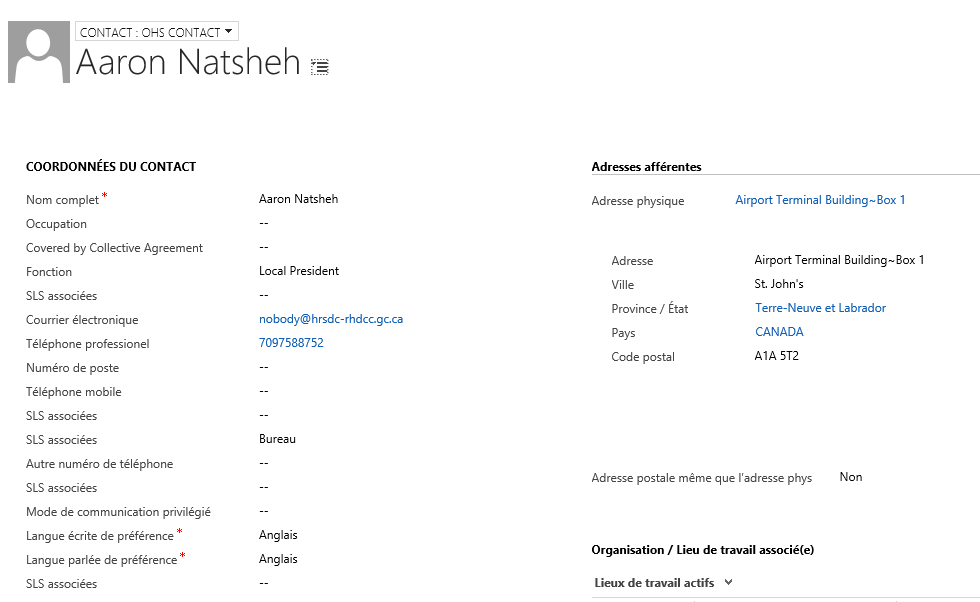 CONTACT : OHS CONTACT
Aaron Natsheh
COORDONNÉES DU CONTACT
Nom complet * Aaron Natsheh
Occupation --
Covered by Collective Agreement --
Fonction Local President
SLS associées --
Courrier électronique nobody@hrsdc-rhdcc.gc.ca
Téléphone professionel 7097588752
Numéro de poste --
Téléphone mobile --
SLS associées --
SLS associées Bureau
Autre numéro de téléphone --
SLS associées --
Mode de communication privilégié --
Langue écrite de préférence * Anglais
Langue parlée de préférence * Anglais
SLS associées --
Adresses afférentes
Adresse physique Airport Terminal Building~Box 1
Adresse Airport Terminal Building~Box 1
Ville St. John's
Province / État Terre-Neuve et Labrador
Pays CANADA
Code postal A1A 5T2
Adresse postale même que l'adresse phys Non
Organisation / Lieu de travail associé(e)
Lieux de travail actifs